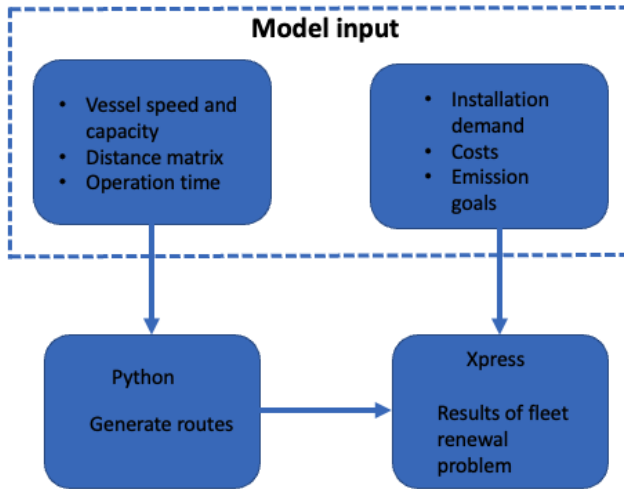 Model input
• Vessel speed and
capacity
• Distance matrix
• Operation time
• Installation
demand
• Costs
• Emission
goals
Python
Generate routes
Xpress
Results of fleet
renewal
problem